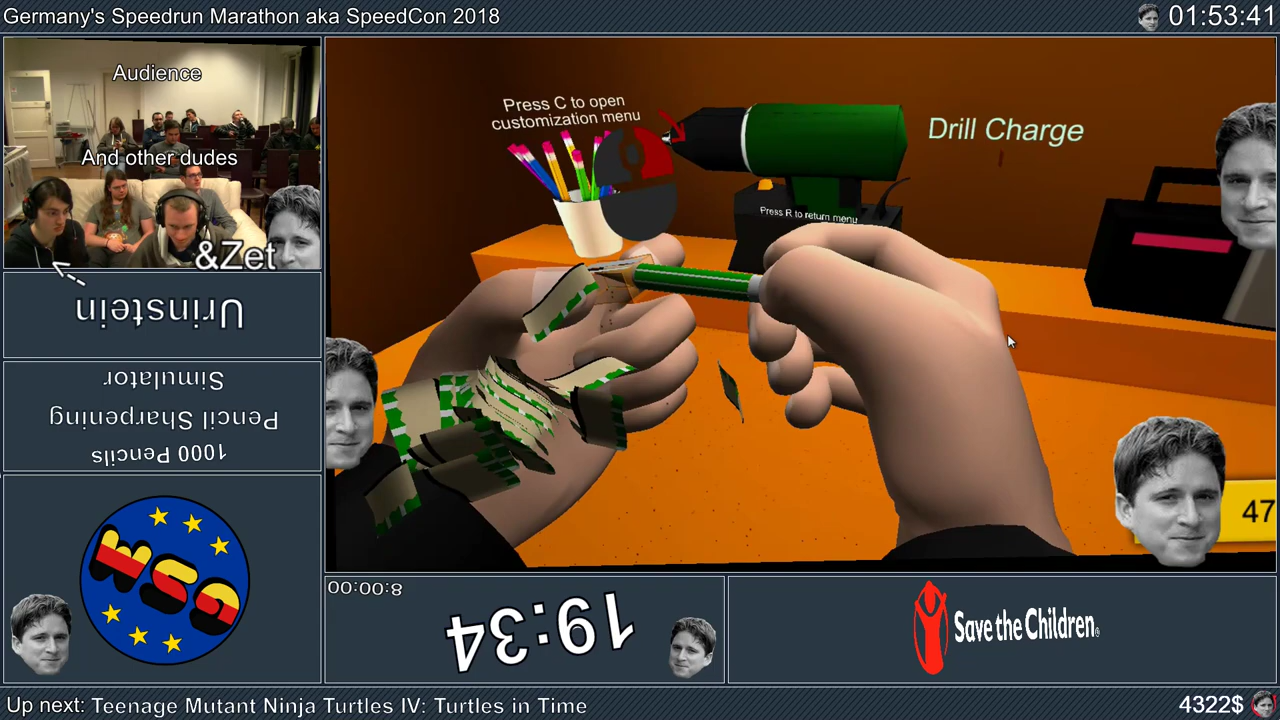 Germany's Speedrun Marathon aka SpeedCon 2018
01:53:41
Audience
And other dudes
&Zet
Urinstein
1000 Pencils
Pencil Sharpening
Simulator
GSM
Press C to open
customization menu
Drill Charge
Press R to return menu
47
8:00:00
19:34
Save the Children®
Up next: Teenage Mutant Ninja Turtles IV: Turtles in Time
4322$